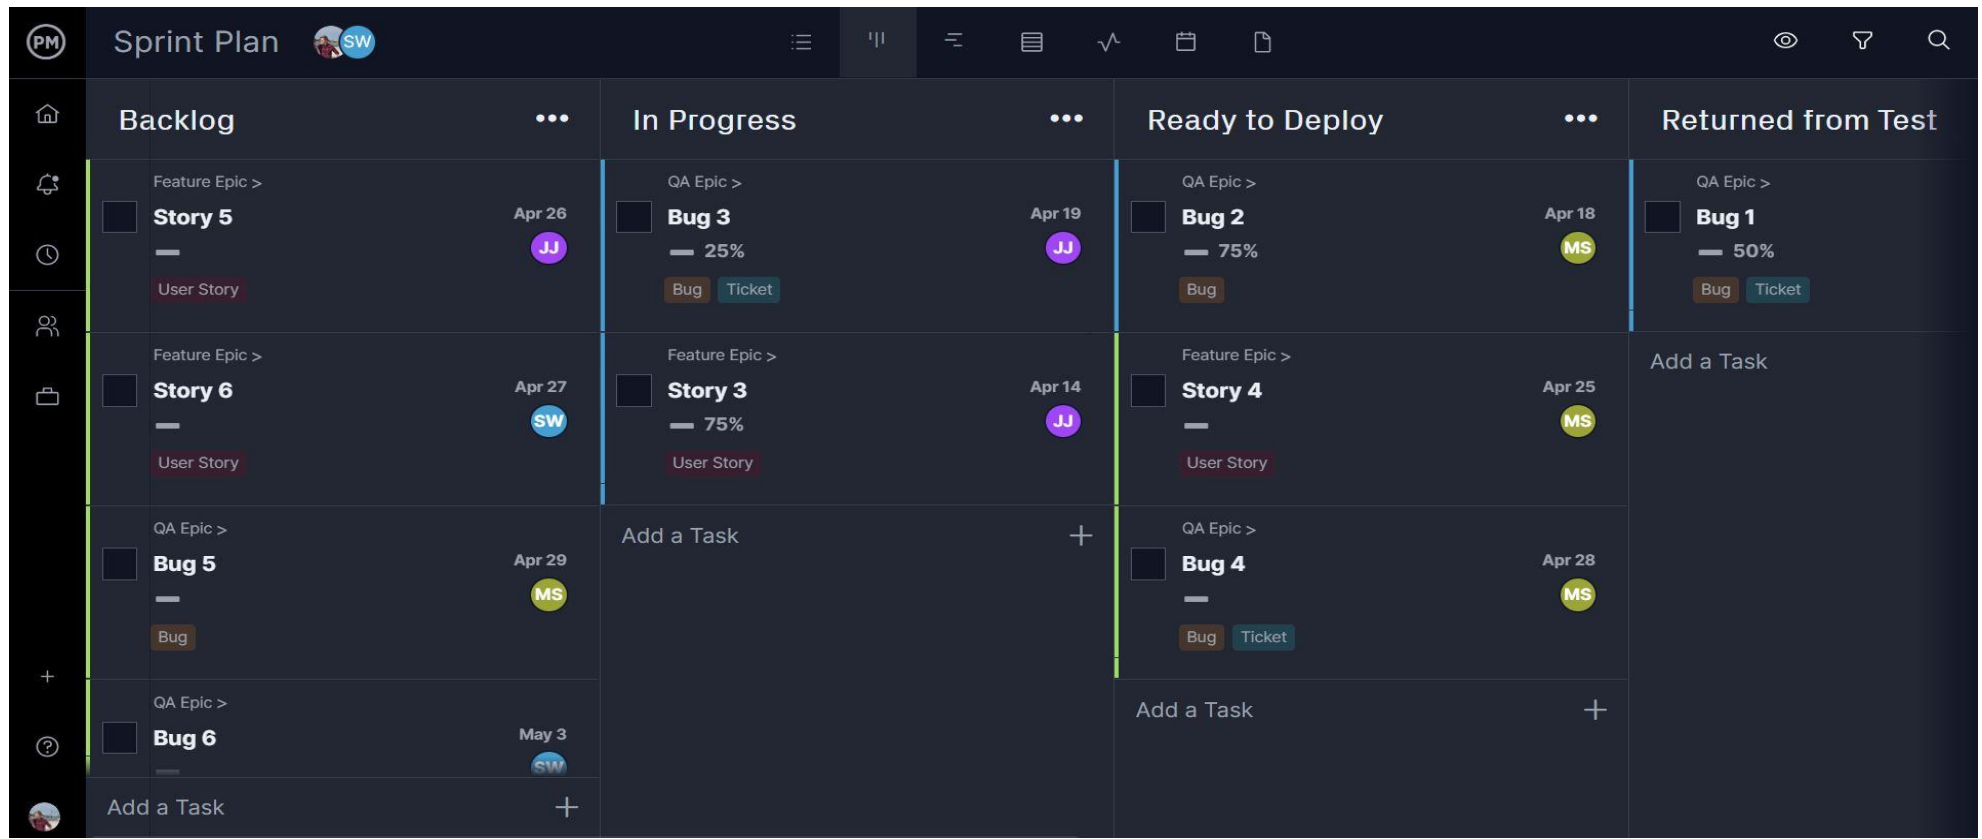 PM
Sprint Plan
SW
Backlog
Feature Epic >
Story 5
Apr 26
JJ
User Story
Feature Epic >
Story 6
Apr 27
SW
User Story
QA Epic >
Bug 5
Apr 29
MS
Bug
QA Epic >
Bug 6
May 3
SW
Add a Task
In Progress
QA Epic >
Bug 3
Apr 19
25%
JJ
Bug Ticket
Feature Epic >
Story 3
Apr 14
75%
JJ
User Story
Add a Task
Ready to Deploy
QA Epic >
Bug 2
Apr 18
75%
MS
Bug
Feature Epic >
Story 4
Apr 25
MS
User Story
QA Epic >
Bug 4
Apr 28
MS
Bug Ticket
Add a Task
Returned from Test
QA Epic >
Bug 1
50%
Bug Ticket
Add a Task